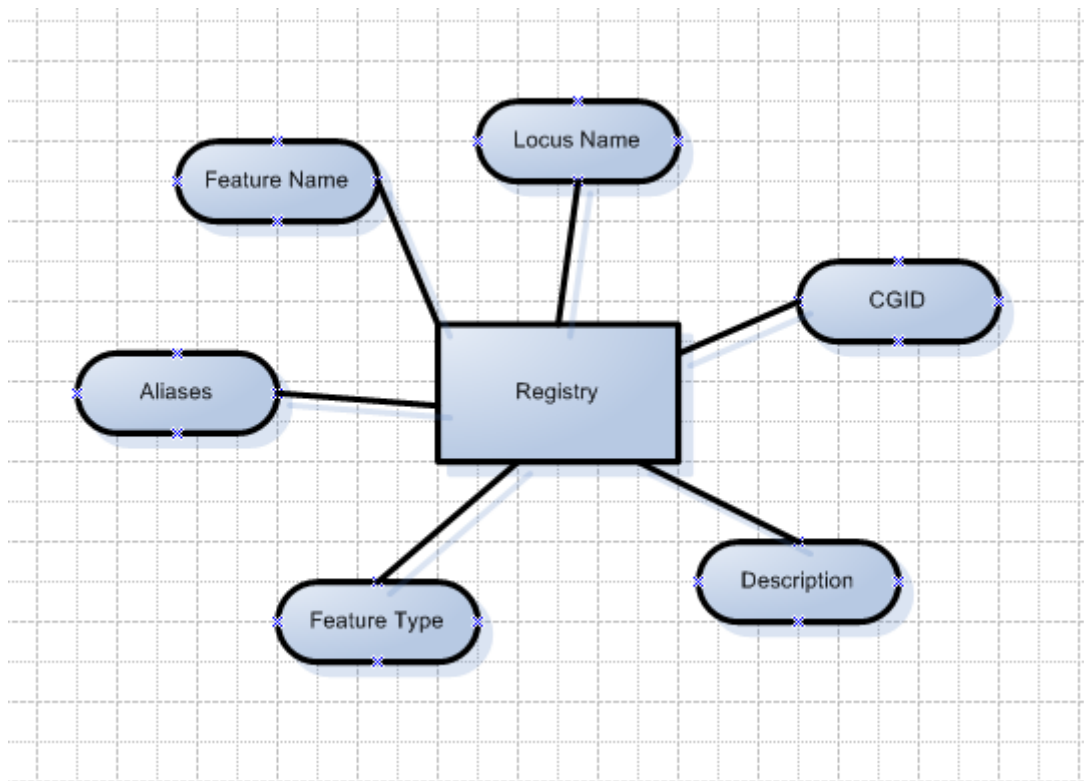 Locus Name
Feature Name
CGID
Aliases
Registry
Description
Feature Type